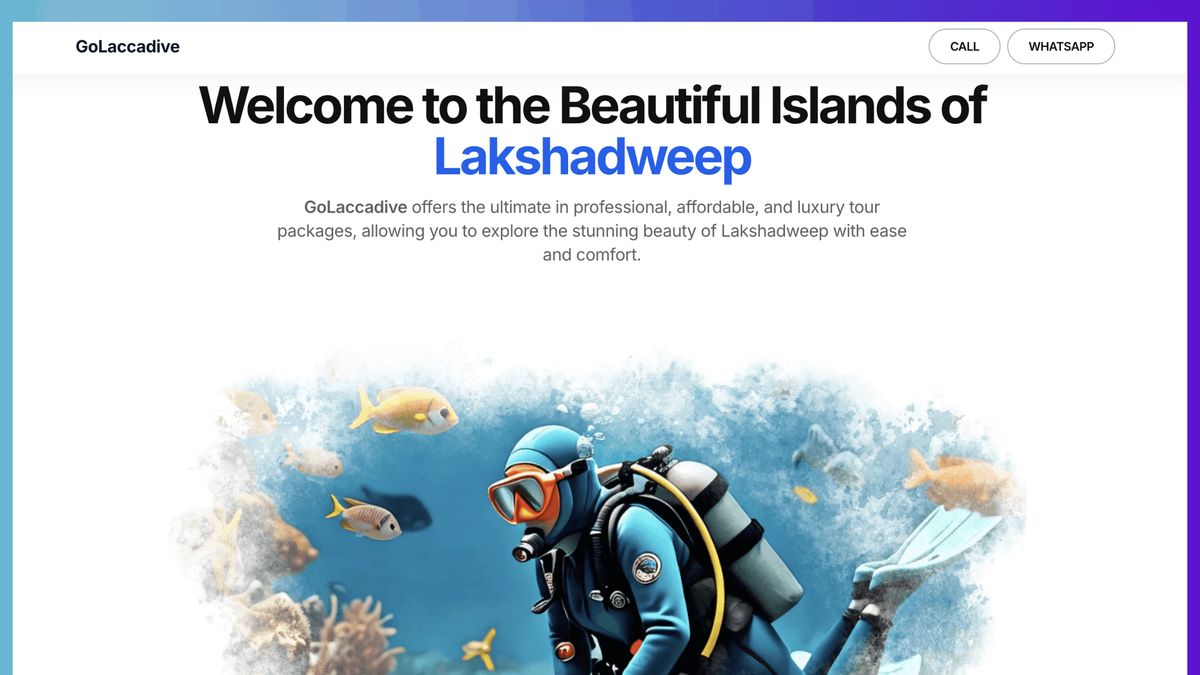 GoLaccadive
CALL
WHATSAPP
Welcome to the Beautiful Islands of
Lakshadweep
GoLaccadive offers the ultimate in professional, affordable, and luxury tour
packages, allowing you to explore the stunning beauty of Lakshadweep with ease
and comfort.